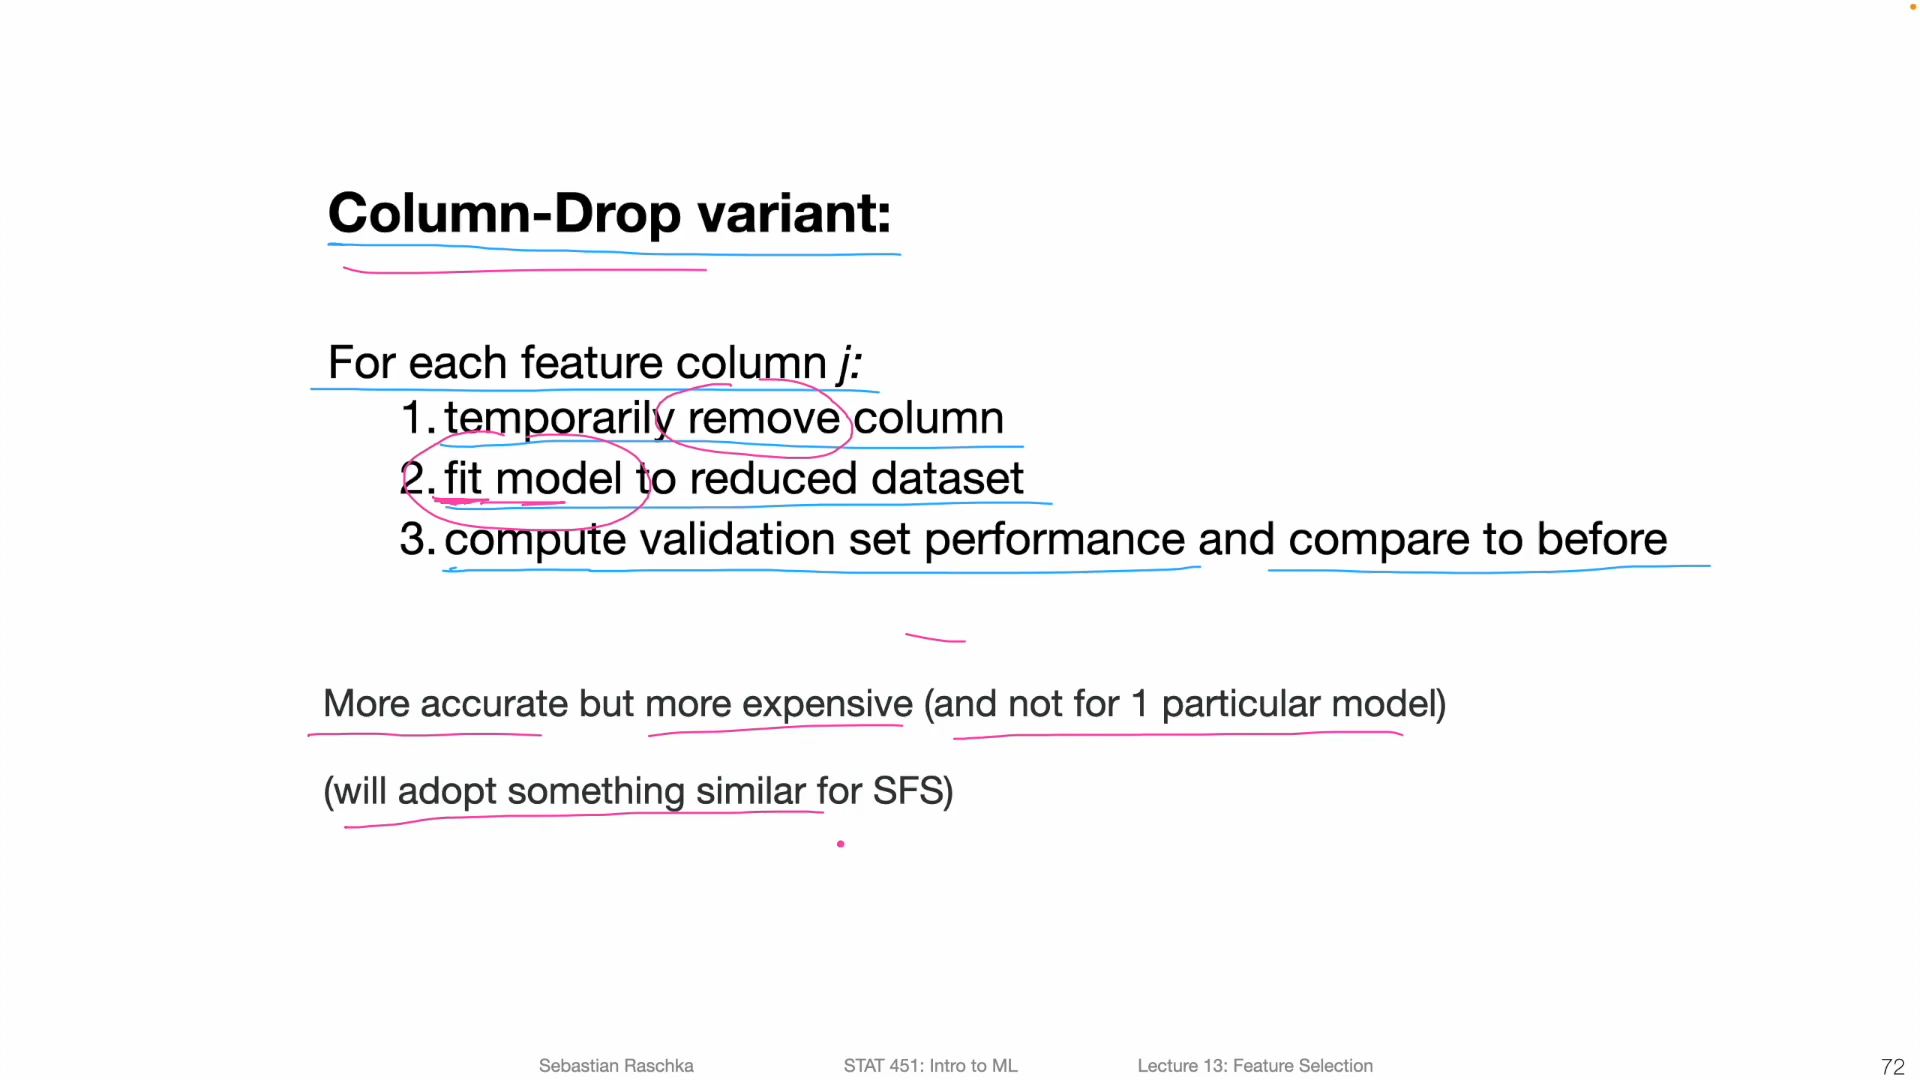 Column-Drop variant:
For each feature column j:
1. temporarily remove column
2. fit model to reduced dataset
3. compute validation set performance and compare to before
More accurate but more expensive (and not for 1 particular model)
(will adopt something similar for SFS)
Sebastian Raschka STAT 451: Intro to ML Lecture 13: Feature Selection 72